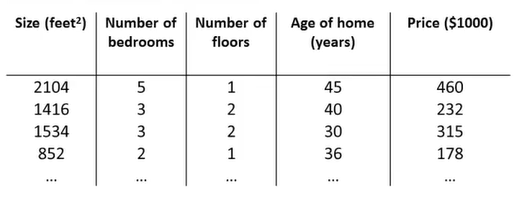 Size (feet²) Number of bedrooms Number of floors Age of home (years) Price ($1000)
2104 5 1 45 460
1416 3 2 40 232
1534 3 2 30 315
852 2 1 36 178
... ... ... ... ...